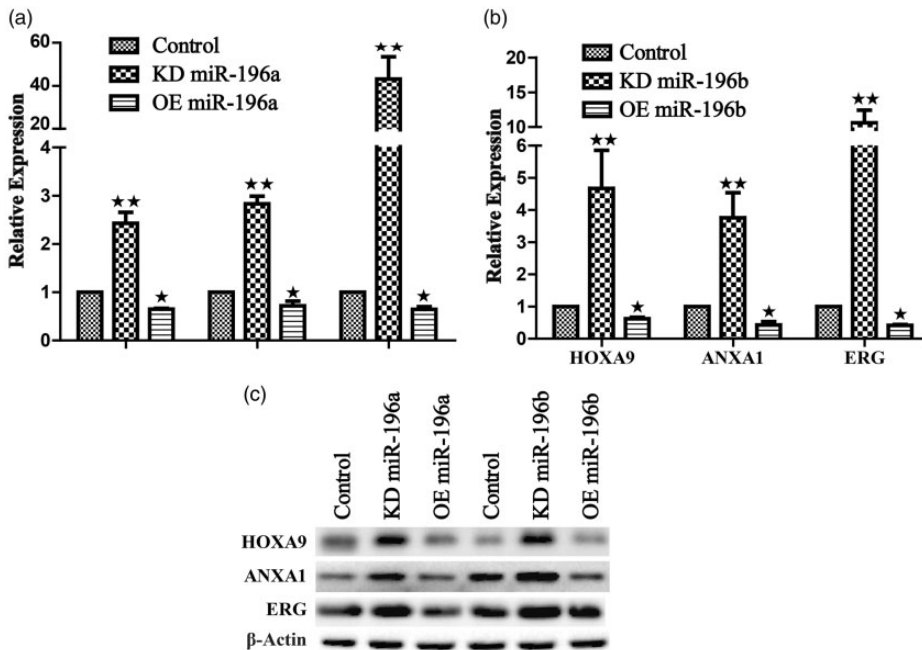 (a)
Control
KD miR-196a
OE miR-196a
Relative Expression
60
40
20
4
3
2
1
0
★★
★
★★
★
★★
★
(b)
Control
KD miR-196b
OE miR-196b
Relative Expression
20
15
10
6
5
4
3
2
1
0
★★
★
★★
★
★★
★
HOXA9 ANXA1 ERG
(c)
Control KD miR-196a OE miR-196a Control KD miR-196b OE miR-196b
HOXA9
ANXA1
ERG
β-Actin